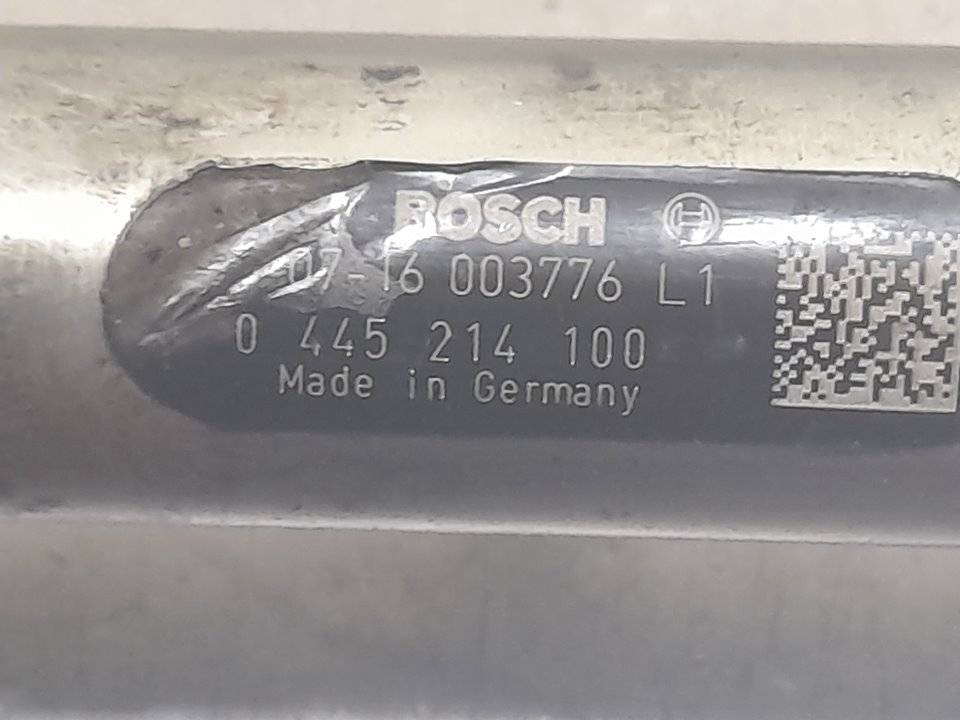 BOSCH
07-16 003776 L1
0 445 214 100
Made in Germany